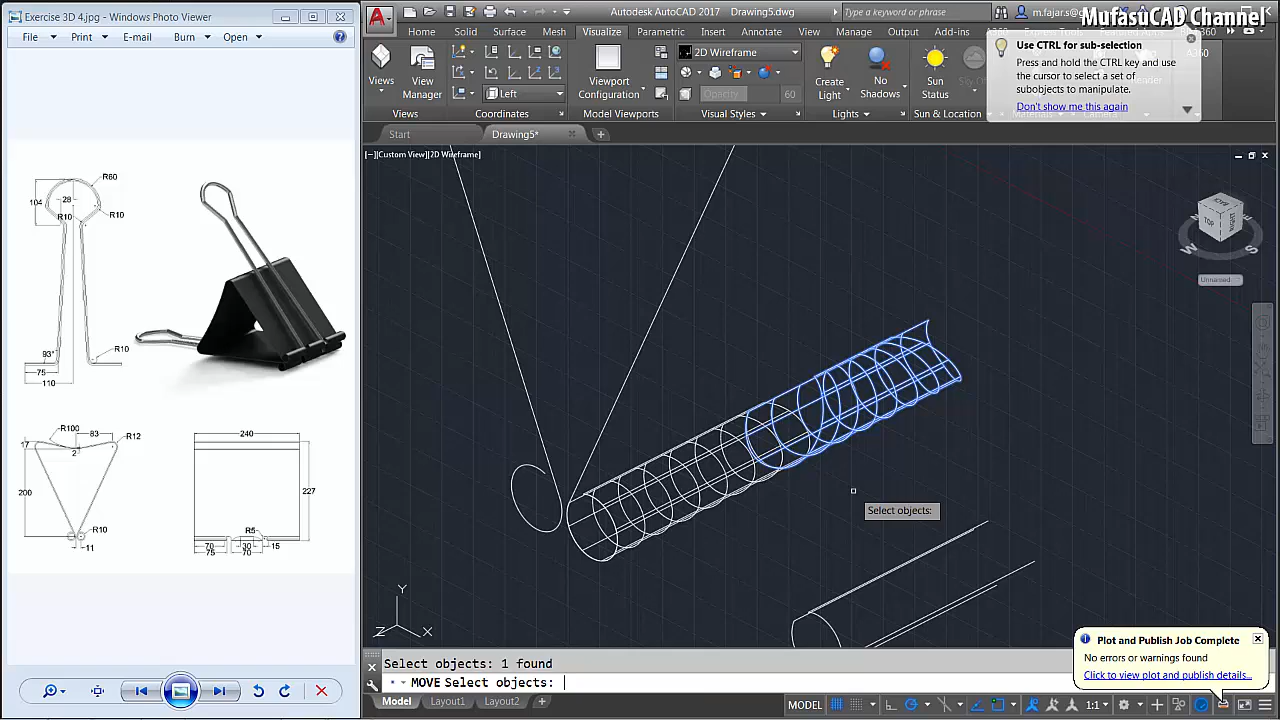 Exercise 3D 4.jpg - Windows Photo Viewer
File Print E-mail Burn Open
R60
104
28
R10
R10
93°
R10
75
110
R100
83
R12
17
2
200
R10
11
240
227
R5
70
30
15
75
70
Autodesk AutoCAD 2017 Drawing5.dwg
Type a keyword or phrase
m.fajar.s@
MufasuCAD Channel
Home Solid Surface Mesh Visualize Parametric Insert Annotate View Manage Output Add-ins
A360
Views
View
Manager
Left
Viewport
Configuration
2D Wireframe
Opacity 60
Create
Light
No
Shadows
Sun
Status
Views Coordinates Model Viewports Visual Styles Lights Sun & Location
Use CTRL for sub-selection
Press and hold the CTRL key and use
the cursor to select a set of
subobjects to manipulate.
Don't show me this again
Start Drawing5*
[−][Custom View][2D Wireframe]
TOP
W
S
Unnamed
Select objects:
Y
Z X
Plot and Publish Job Complete
No errors or warnings found
Click to view plot and publish details...
Select objects: 1 found
MOVE Select objects:
Model Layout1 Layout2
MODEL
1:1